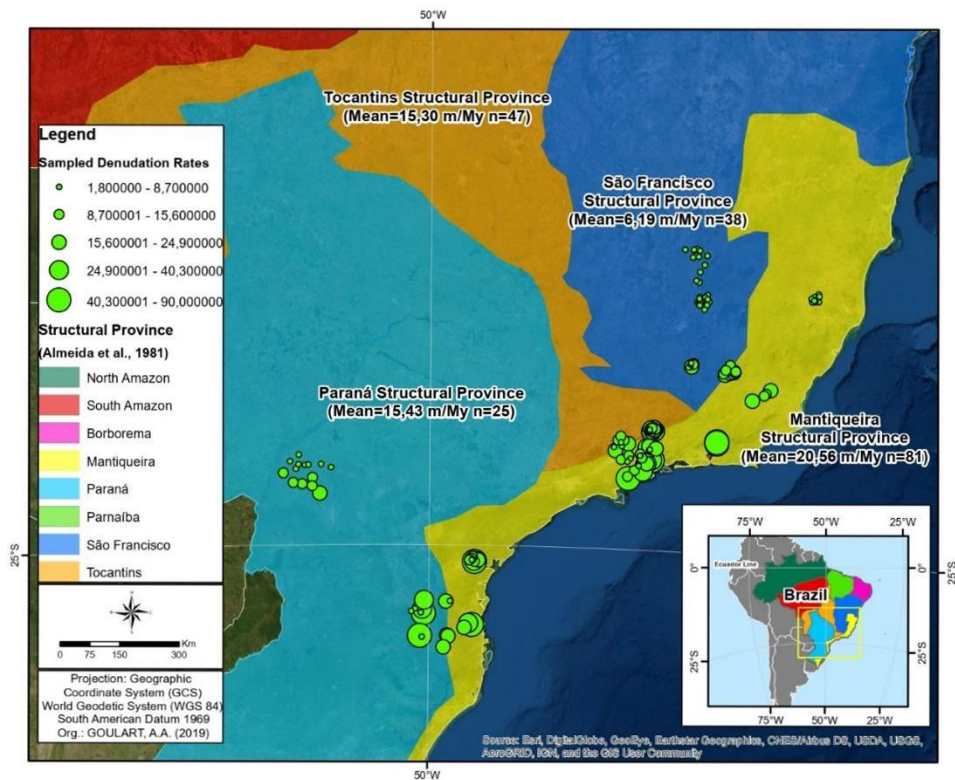 50°W
Tocantins Structural Province
(Mean=15,30 m/My n=47)
São Francisco
Structural Province
(Mean=6,19 m/My n=38)
Paraná Structural Province
(Mean=15,43 m/My n=25)
Mantiqueira
Structural Province
(Mean=20,56 m/My n=81)
Legend
Sampled Denudation Rates
1,800000 - 8,700000
8,700001 - 15,600000
15,600001 - 24,900000
24,900001 - 40,300000
40,300001 - 90,000000
Structural Province
(Almeida et al., 1981)
North Amazon
South Amazon
Borborema
Mantiqueira
Paraná
Parnaíba
São Francisco
Tocantins
Km
0 75 150 300
Projection: Geographic
Coordinate System (GCS)
World Geodetic System (WGS 84)
South American Datum 1969
Org.: GOULART, A.A. (2019)
25°S
25°S
75°W 50°W 25°W
0°
Ecuador Line
0°
Brazil
25°S
25°S
75°W 50°W 25°W
Source: Esri, DigitalGlobe, GeoEye, Earthstar Geographics, CNES/Airbus DS, USDA, USGS,
AeroGRID, IGN, and the GIS User Community
50°W